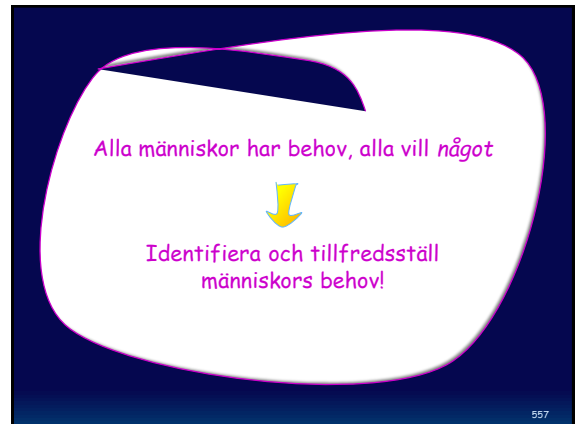 Alla människor har behov, alla vill något
Identifiera och tillfredsställ
människors behov!
557